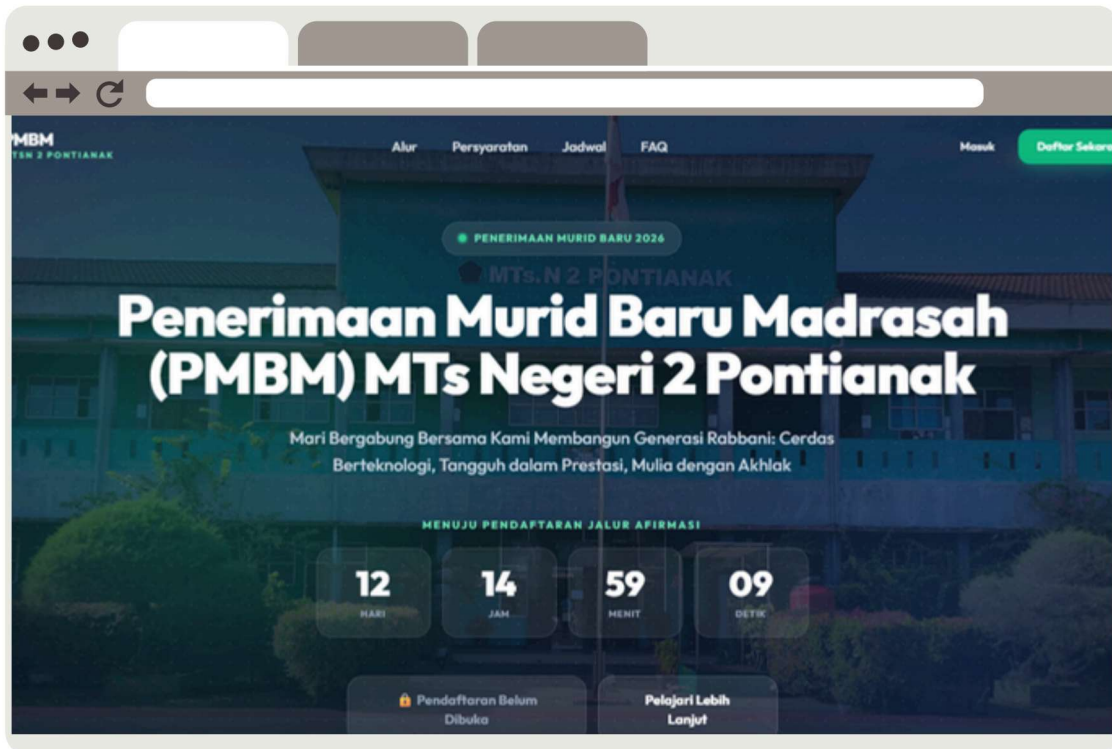 PMBM
TSN 2 PONTIANAK
Alur
Persyaratan
Jadwal
FAQ
Masuk
Daftar Sekara
PENERIMAAN MURID BARU 2026
MTs.N 2 PONTIANAK
Penerimaan Murid Baru Madrasah
(PMBM) MTs Negeri 2 Pontianak
Mari Bergabung Bersama Kami Membangun Generasi Rabbani: Cerdas
Berteknologi, Tangguh dalam Prestasi, Mulia dengan Akhlak
MENUJU PENDAFTARAN JALUR AFIRMASI
12
14
59
09
HARI
JAM
MENIT
DETIK
Pendaftaran Belum
Dibuka
Pelajari Lebih
Lanjut